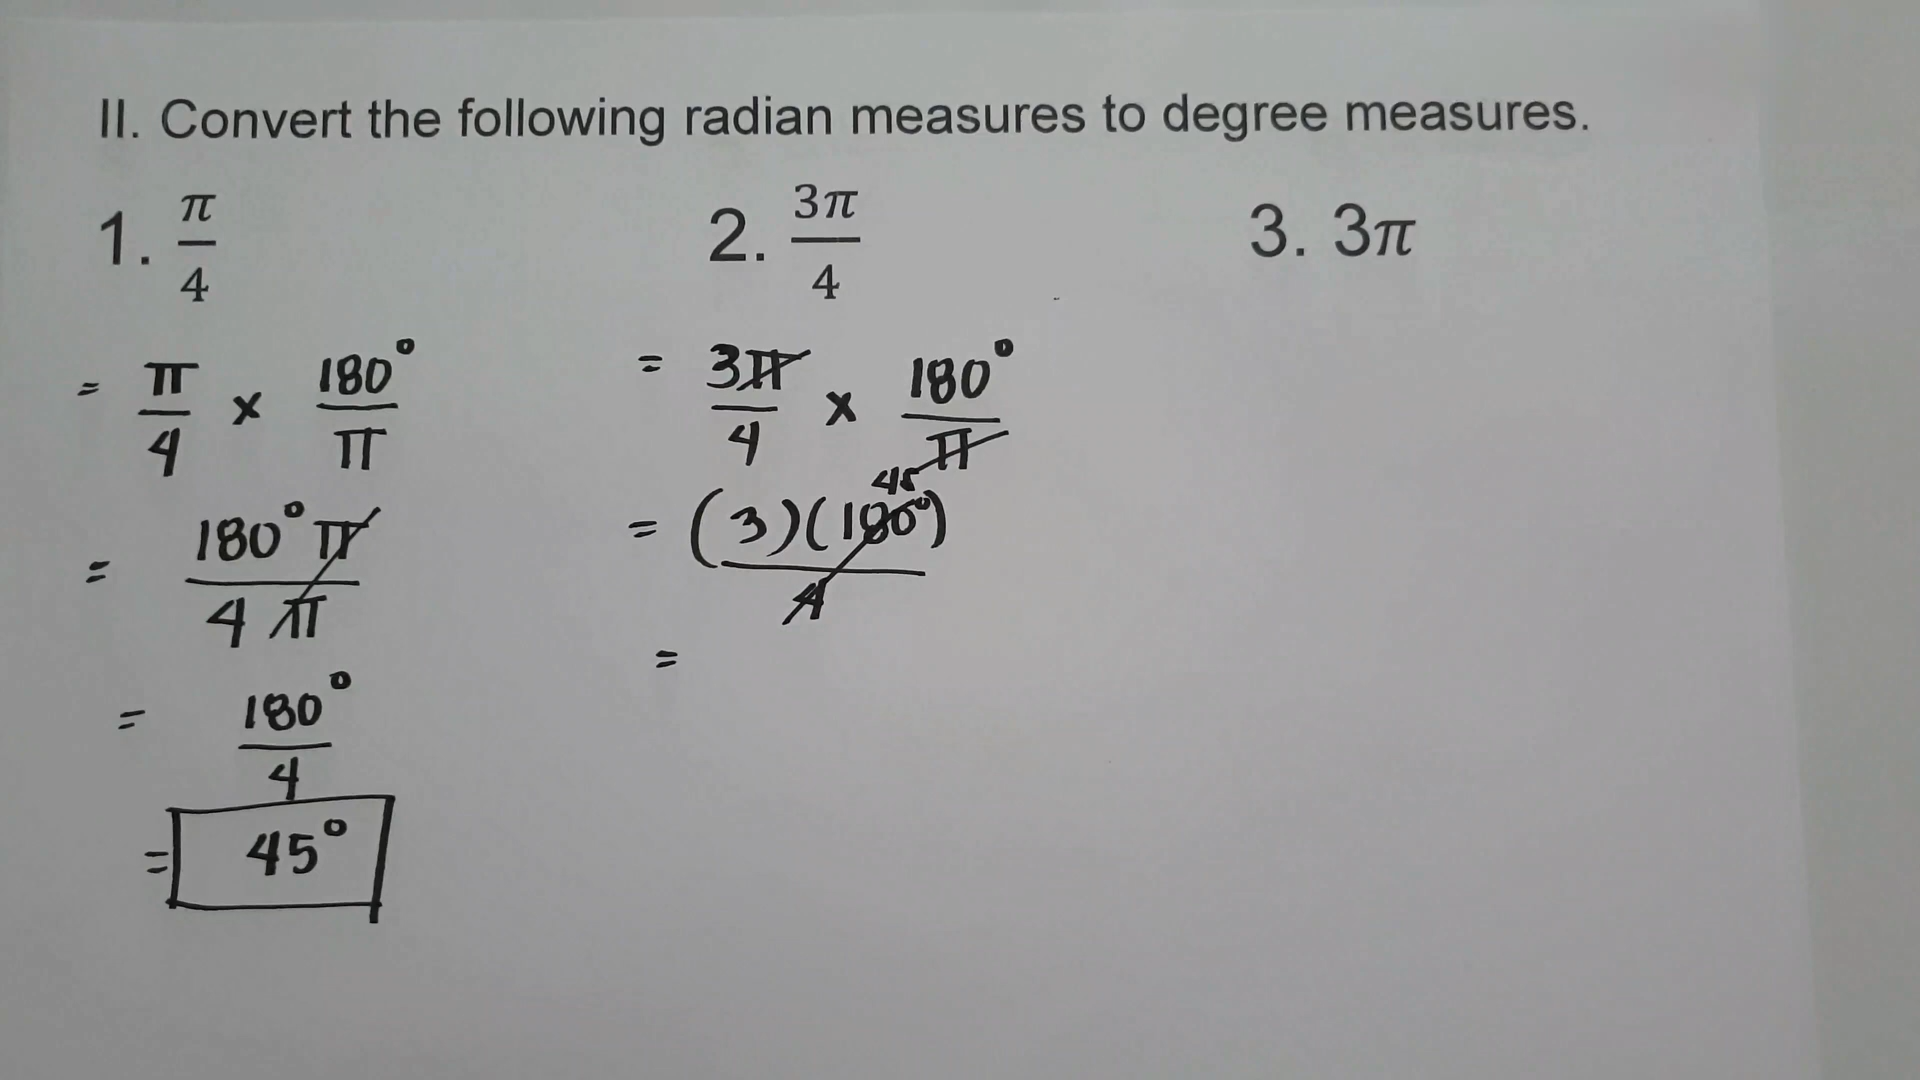 II. Convert the following radian measures to degree measures.
1. π/4
= π/4 x 180°/π
= 180°π/4π
= 180°/4
= 45°
2. 3π/4
= 3π/4 x 180°/π
45
= (3)(180°)/4
=
3. 3π